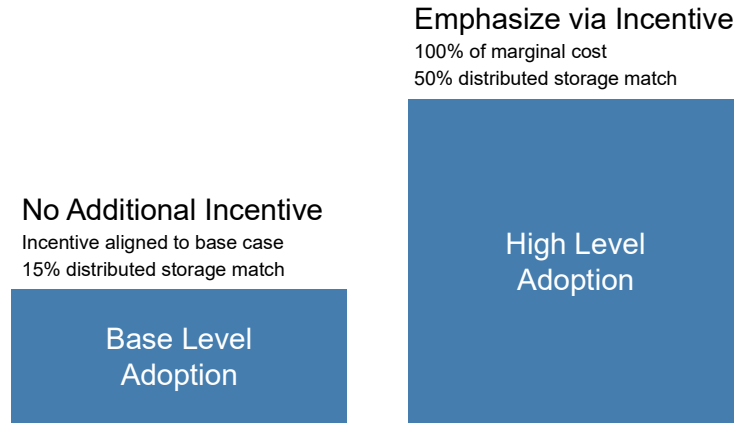 Emphasize via Incentive
100% of marginal cost
50% distributed storage match
No Additional Incentive
Incentive aligned to base case
15% distributed storage match
High Level
Adoption
Base Level
Adoption